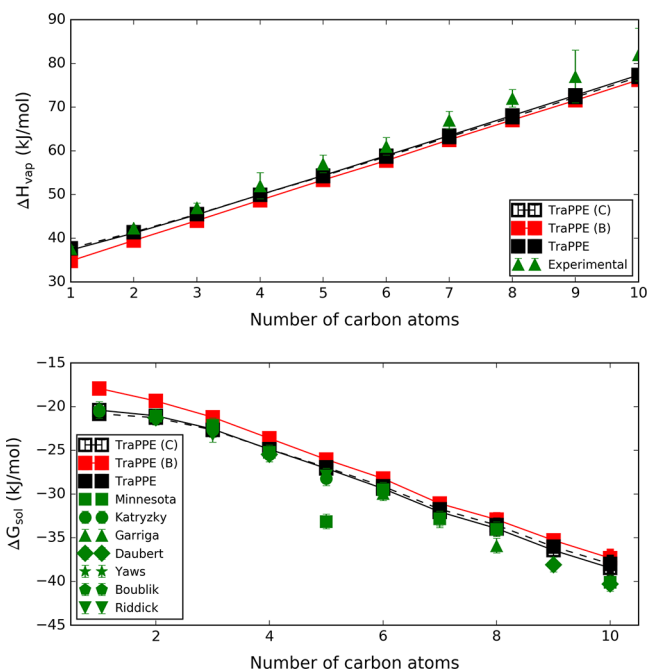 90
80
70
60
50
40
30
ΔHvap (kJ/mol)
TraPPE (C)
TraPPE (B)
TraPPE
Experimental
1 2 3 4 5 6 7 8 9 10
Number of carbon atoms
−15
−20
−25
−30
−35
−40
−45
ΔGsol (kJ/mol)
TraPPE (C)
TraPPE (B)
TraPPE
Minnesota
Katryzky
Garriga
Daubert
Yaws
Boublik
Riddick
2 4 6 8 10
Number of carbon atoms